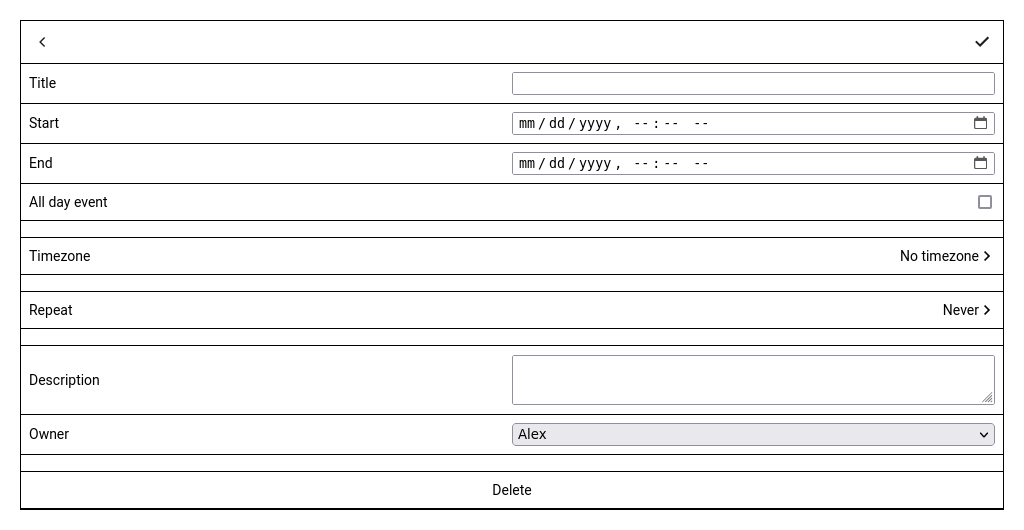 Title
Start mm/dd/yyyy, --:-- --
End mm/dd/yyyy, --:-- --
All day event
Timezone No timezone
Repeat Never
Description
Owner Alex
Delete